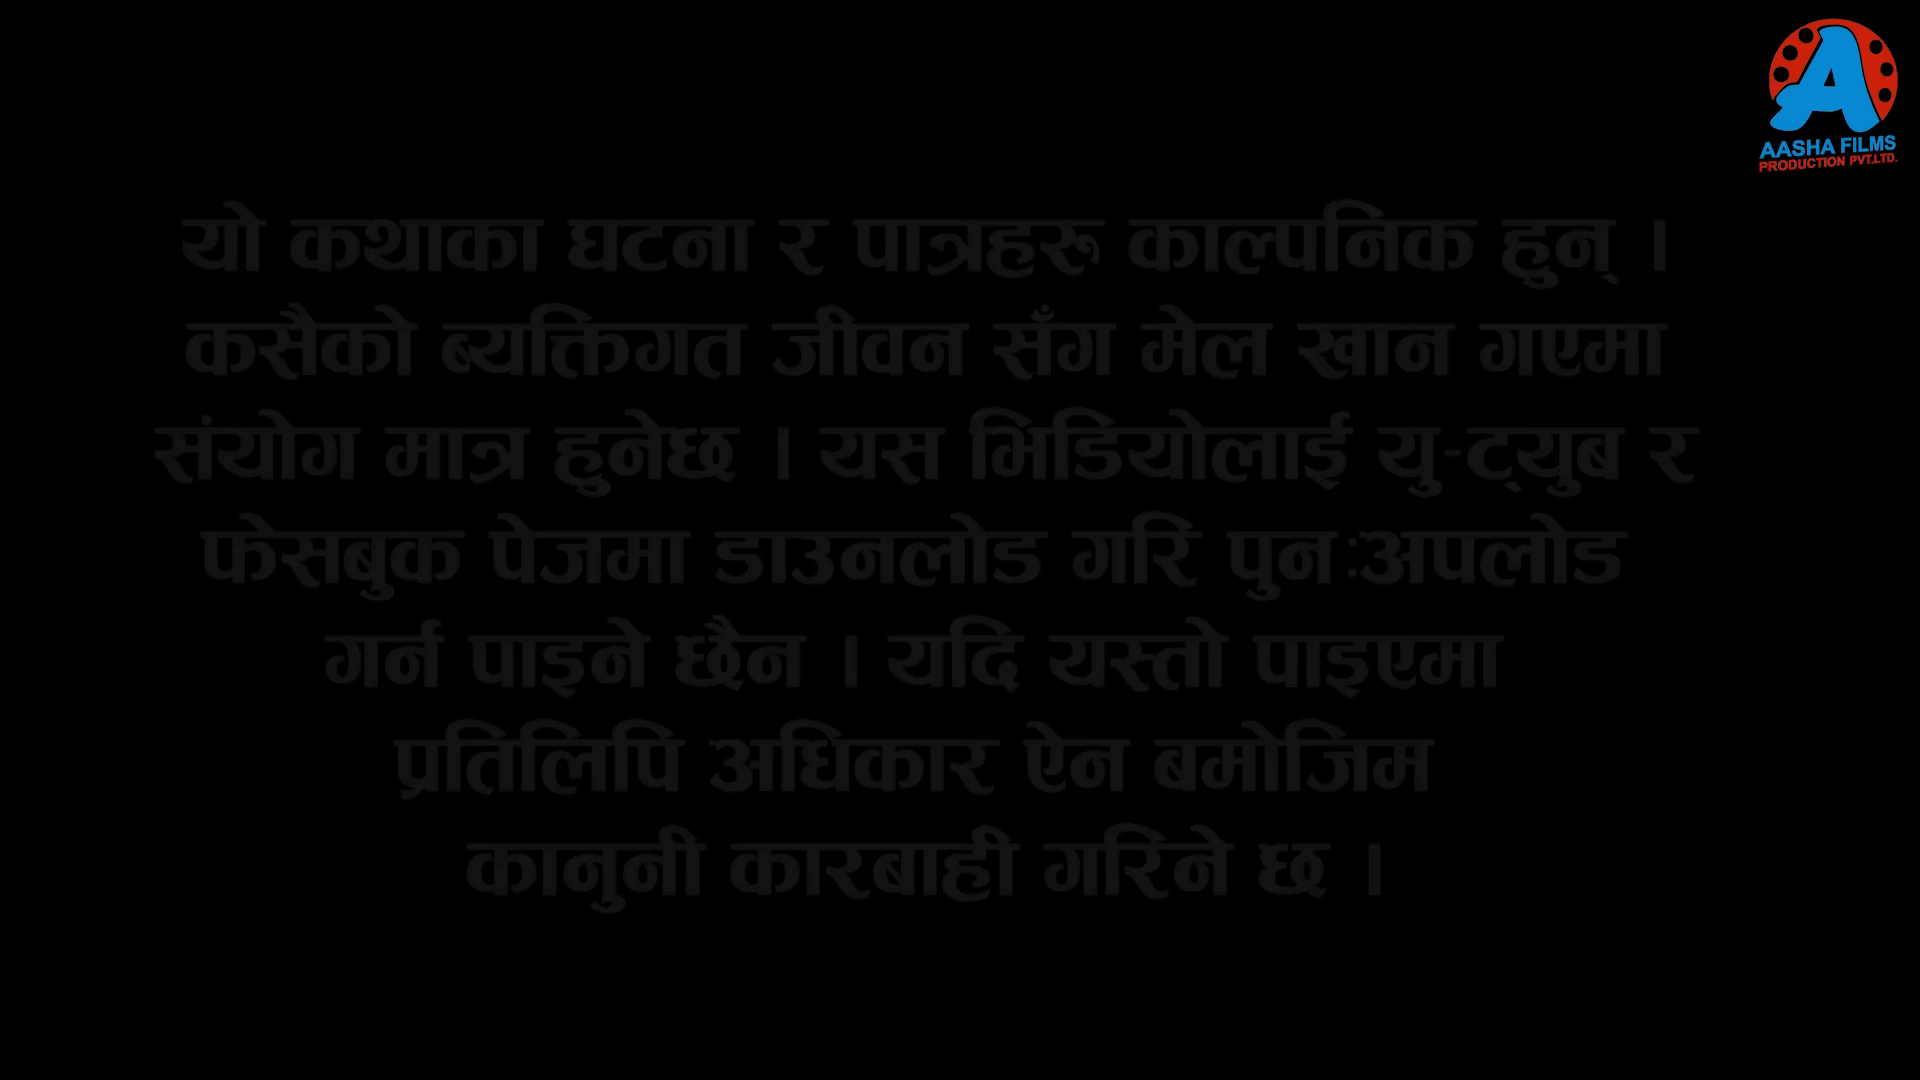 AASHA FILMS
PRODUCTION PVT.LTD.
यो कथाका घटना र पात्रहरु काल्पनिक हुन् ।
कसैको ब्यक्तिगत जीवन सँग मेल खान गएमा
संयोग मात्र हुनेछ । यस भिडियोलाई यु-ट्युब र
फेसबुक पेजमा डाउनलोड गरि पुनःअपलोड
गर्न पाइने छैन । यदि यस्तो पाइएमा
प्रतिलिपि अधिकार ऐन बमोजिम
कानुनी कारबाही गरिने छ ।